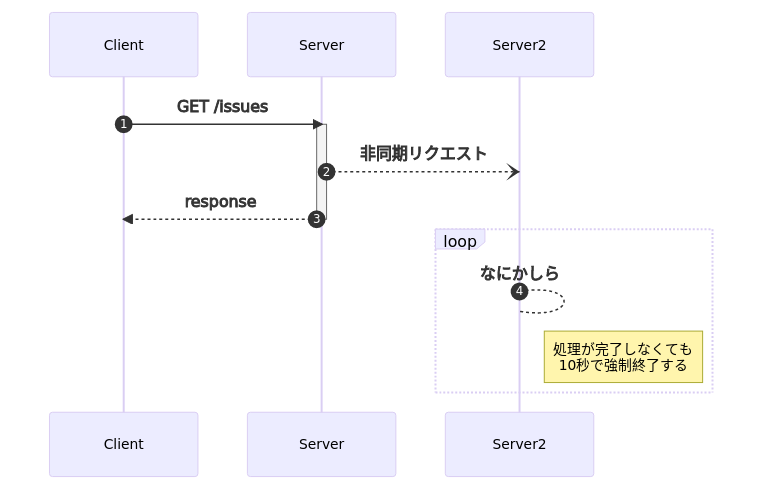 Client
Server
Server2
GET /issues
1
非同期リクエスト
2
response
3
loop
なにかしら
4
処理が完了しなくても
10秒で強制終了する
Client
Server
Server2